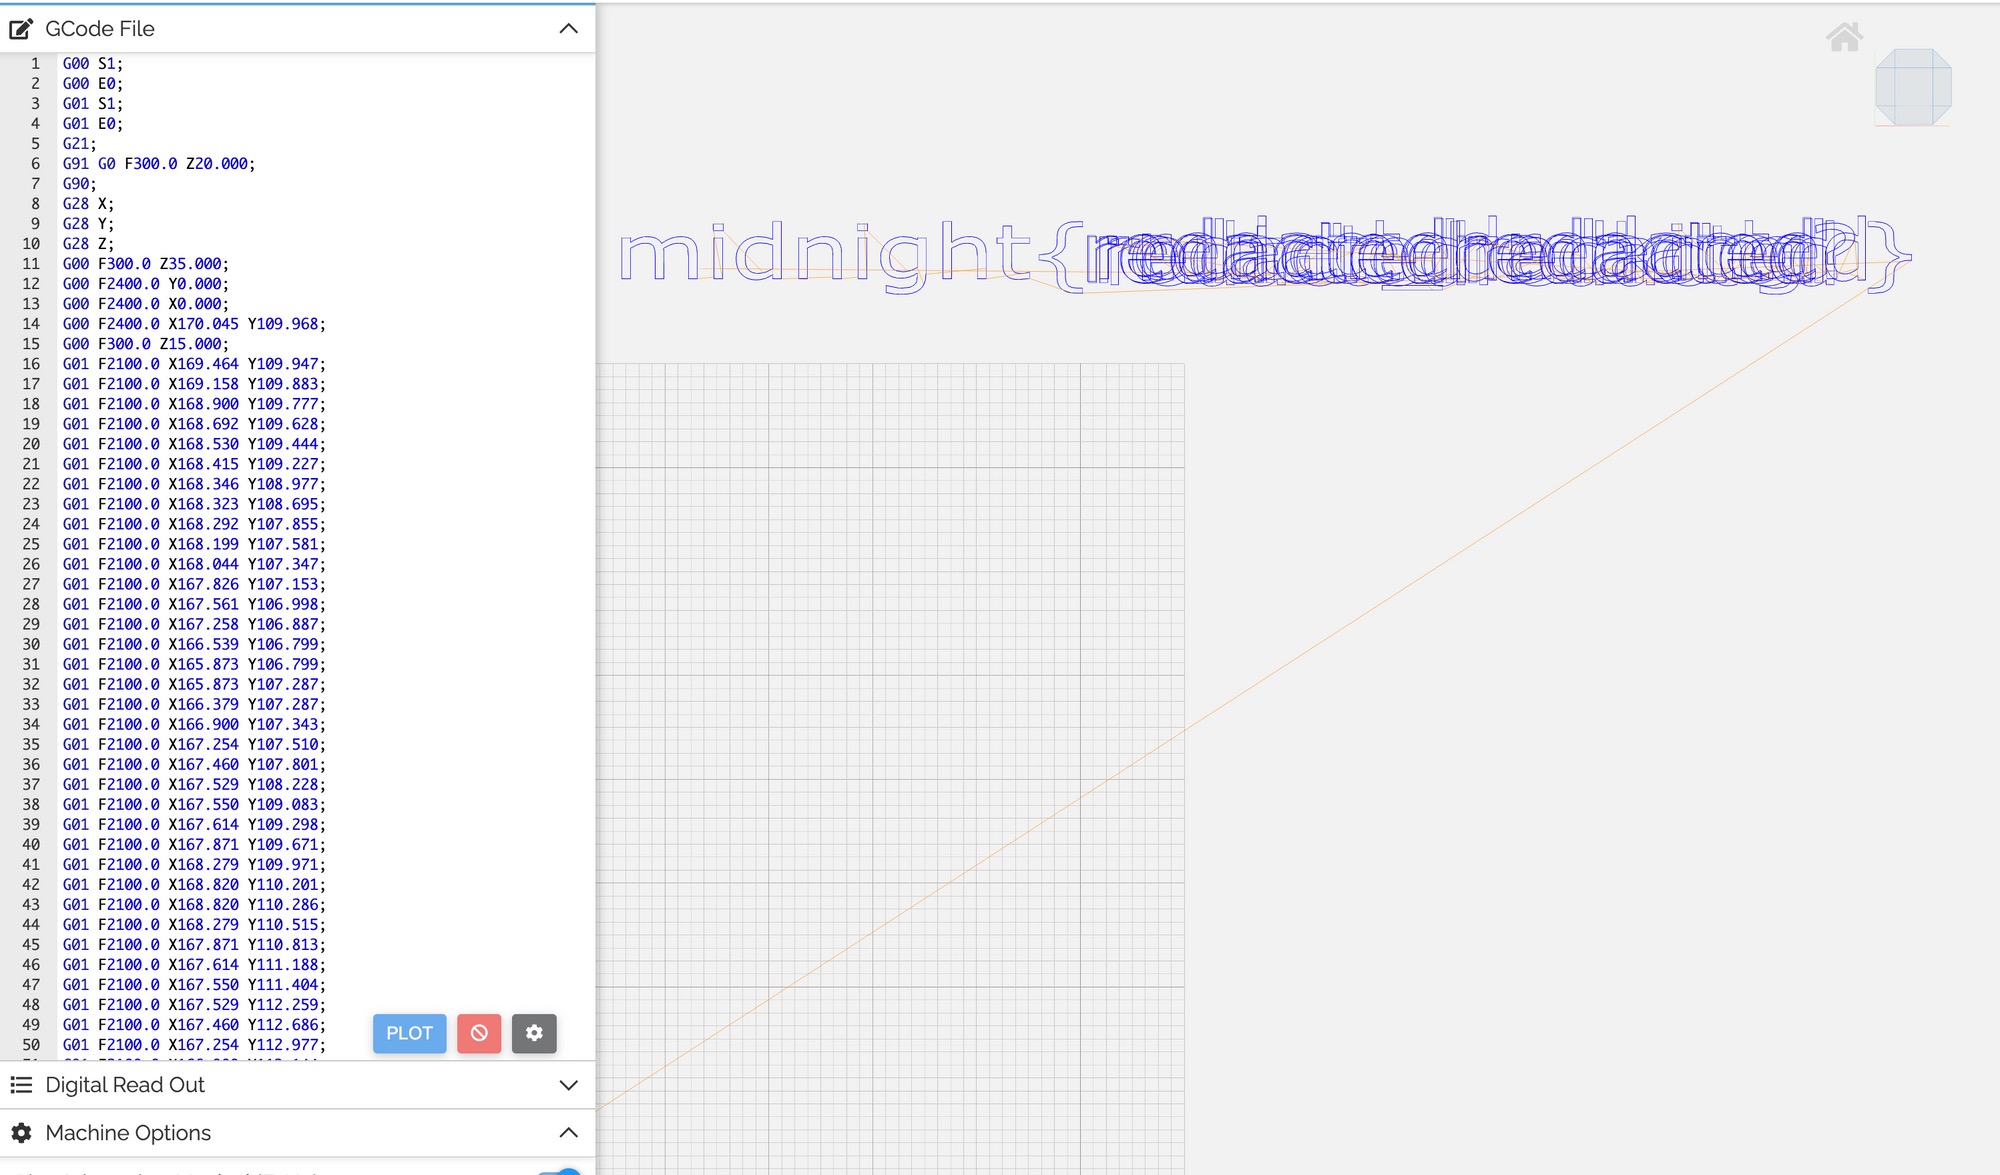 GCode File
1 G00 S1;
2 G00 E0;
3 G01 S1;
4 G01 E0;
5 G21;
6 G91 G0 F300.0 Z20.000;
7 G90;
8 G28 X;
9 G28 Y;
10 G28 Z;
11 G00 F300.0 Z35.000;
12 G00 F2400.0 Y0.000;
13 G00 F2400.0 X0.000;
14 G00 F2400.0 X170.045 Y109.968;
15 G00 F300.0 Z15.000;
16 G01 F2100.0 X169.464 Y109.947;
17 G01 F2100.0 X169.158 Y109.883;
18 G01 F2100.0 X168.900 Y109.777;
19 G01 F2100.0 X168.692 Y109.628;
20 G01 F2100.0 X168.530 Y109.444;
21 G01 F2100.0 X168.415 Y109.227;
22 G01 F2100.0 X168.346 Y108.977;
23 G01 F2100.0 X168.323 Y108.695;
24 G01 F2100.0 X168.292 Y107.855;
25 G01 F2100.0 X168.199 Y107.581;
26 G01 F2100.0 X168.044 Y107.347;
27 G01 F2100.0 X167.826 Y107.153;
28 G01 F2100.0 X167.561 Y106.998;
29 G01 F2100.0 X167.258 Y106.887;
30 G01 F2100.0 X166.539 Y106.799;
31 G01 F2100.0 X165.873 Y106.799;
32 G01 F2100.0 X165.873 Y107.287;
33 G01 F2100.0 X166.379 Y107.287;
34 G01 F2100.0 X166.900 Y107.343;
35 G01 F2100.0 X167.254 Y107.510;
36 G01 F2100.0 X167.460 Y107.801;
37 G01 F2100.0 X167.529 Y108.228;
38 G01 F2100.0 X167.550 Y109.083;
39 G01 F2100.0 X167.614 Y109.298;
40 G01 F2100.0 X167.871 Y109.671;
41 G01 F2100.0 X168.279 Y109.971;
42 G01 F2100.0 X168.820 Y110.201;
43 G01 F2100.0 X168.820 Y110.286;
44 G01 F2100.0 X168.279 Y110.515;
45 G01 F2100.0 X167.871 Y110.813;
46 G01 F2100.0 X167.614 Y111.188;
47 G01 F2100.0 X167.550 Y111.404;
48 G01 F2100.0 X167.529 Y112.259;
49 G01 F2100.0 X167.460 Y112.686;
50 G01 F2100.0 X167.254 Y112.977;
PLOT
Digital Read Out
Machine Options
midnight{redactedredacted}